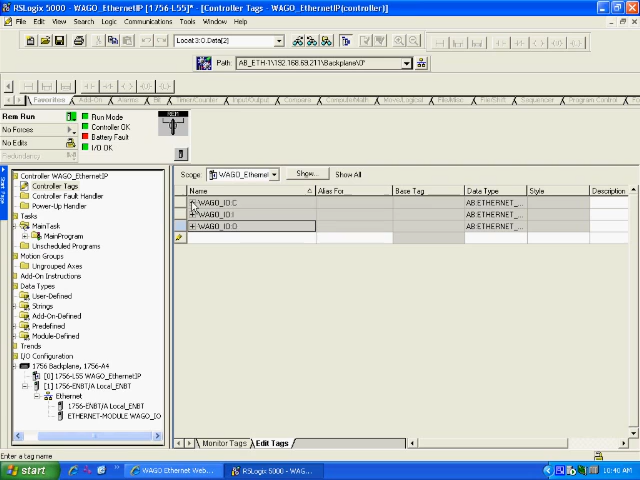 RSLogix 5000 - WAGO_EthernetIP [1756-L55]* - [Controller Tags - WAGO_EthernetIP(controller)]
File Edit View Search Logic Communications Tools Window Help
Local:3:O.Data[2]
Path: AB_ETH-1\192.168.69.211\Backplane\0*
Favorites Add-On Alarms Bit Timer/Counter Input/Output Compare Compute/Math Move/Logical File/Misc. File/Shift Sequencer Program Control
Rem Run
No Forces
No Edits
Redundancy
Run Mode
Controller OK
Battery Fault
I/O OK
REM
Start Page
Controller WAGO_EthernetIP
Controller Tags
Controller Fault Handler
Power-Up Handler
Tasks
MainTask
MainProgram
Unscheduled Programs
Motion Groups
Ungrouped Axes
Add-On Instructions
Data Types
User-Defined
Strings
Add-On-Defined
Predefined
Module-Defined
Trends
I/O Configuration
1756 Backplane, 1756-A4
[0] 1756-L55 WAGO_EthernetIP
[1] 1756-ENBT/A Local_ENBT
Ethernet
1756-ENBT/A Local_ENBT
ETHERNET-MODULE WAGO_IO
Scope: WAGO_Ethernet Show... Show All
Name Alias For Base Tag Data Type Style Description
WAGO_IO:C AB:ETHERNET_...
WAGO_IO:I AB:ETHERNET_...
WAGO_IO:O AB:ETHERNET_...
Monitor Tags Edit Tags
Enter a tag name
start WAGO Ethernet Web... RSLogix 5000 - WAG... 10:40 AM